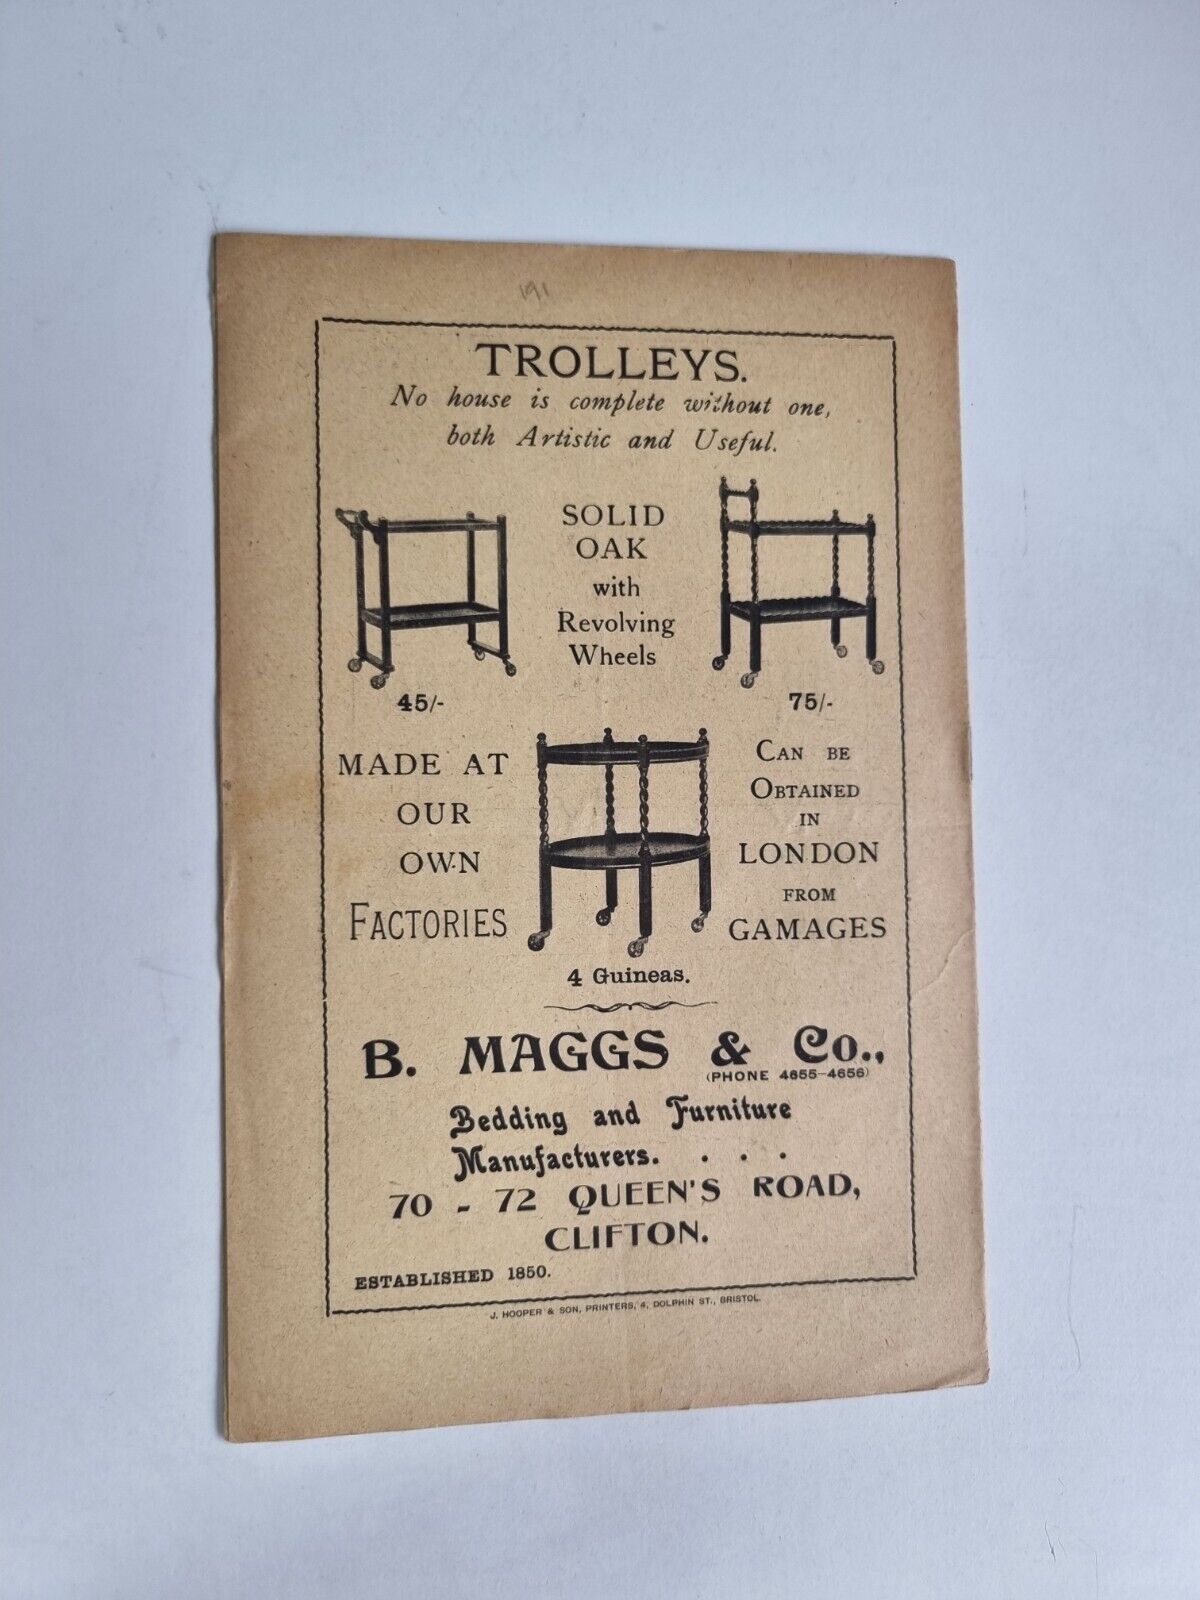 191
TROLLEYS.
No house is complete without one,
both Artistic and Useful.
SOLID
OAK
with
Revolving
Wheels
45/-
75/-
MADE AT
OUR
OWN
FACTORIES
CAN BE
OBTAINED
IN
LONDON
FROM
GAMAGES
4 Guineas.
B. MAGGS & Co.,
(PHONE 4655-4656)
Bedding and Furniture
Manufacturers. . . .
70 - 72 QUEEN'S ROAD,
CLIFTON.
ESTABLISHED 1850.
J. HOOPER & SON, PRINTERS, 4, DOLPHIN ST., BRISTOL.